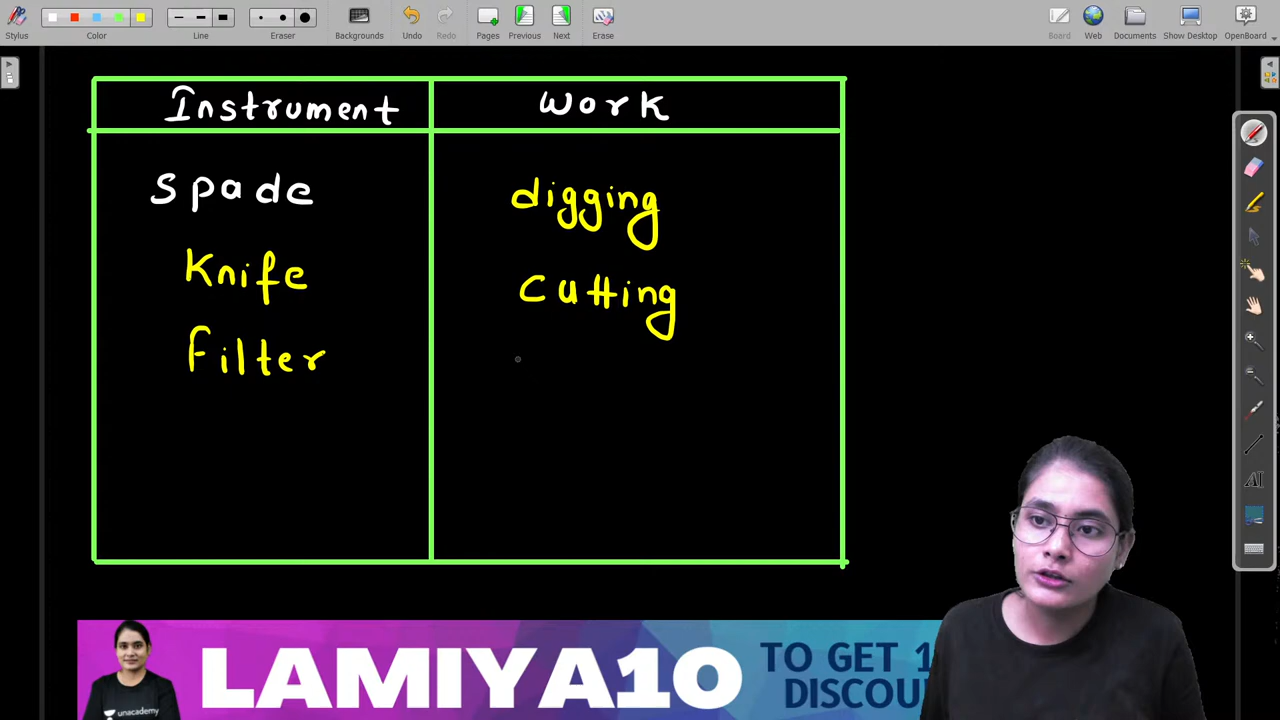 Stylus
Color
Line
Eraser
Backgrounds
Undo
Redo
Pages
Previous
Next
Erase
Board
Web
Documents
Show Desktop
OpenBoard
Instrument Work
Spade digging
Knife Cutting
Filter
LAMIYA10
TO GET 1
DISCOU
unacademy